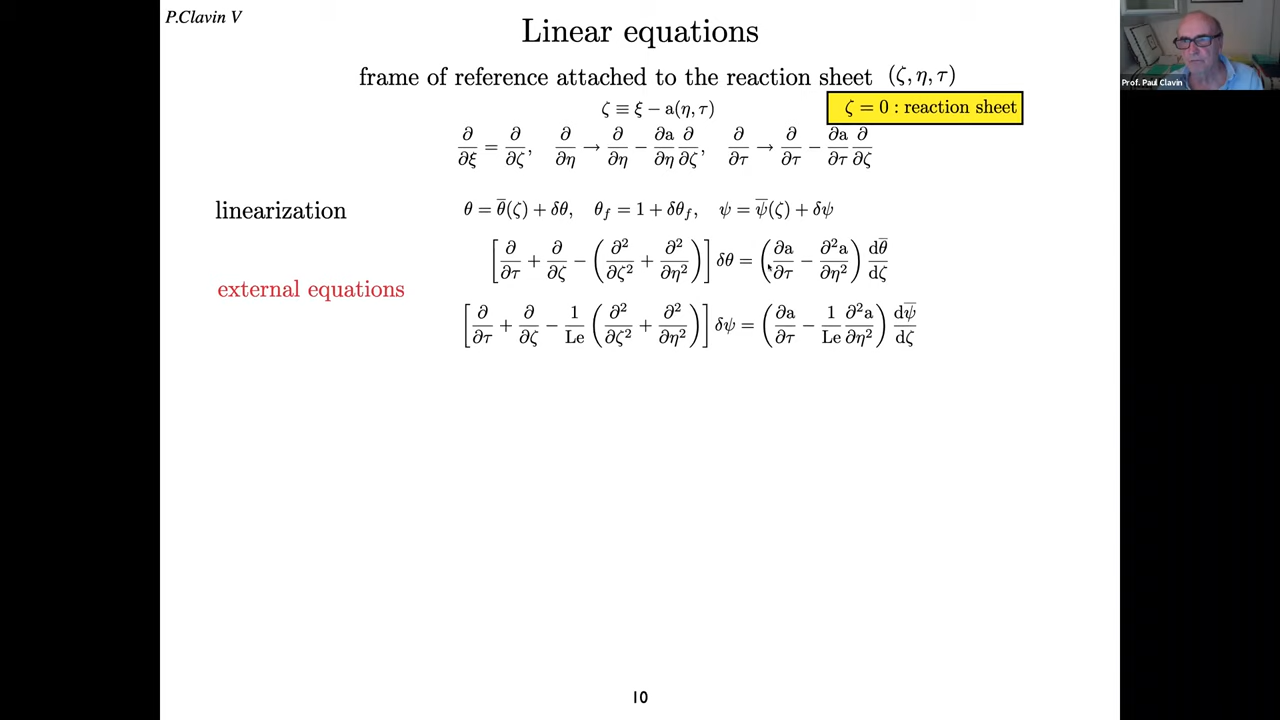 P.Clavin V
Linear equations
frame of reference attached to the reaction sheet (ζ, η, τ)
ζ ≡ ξ − a(η, τ)
ζ = 0 : reaction sheet
∂/∂ξ = ∂/∂ζ, ∂/∂η → ∂/∂η − ∂a/∂η ∂/∂ζ, ∂/∂τ → ∂/∂τ − ∂a/∂τ ∂/∂ζ
linearization θ = θ̅(ζ) + δθ, θ_f = 1 + δθ_f, ψ = ψ̅(ζ) + δψ
[∂/∂τ + ∂/∂ζ − (∂²/∂ζ² + ∂²/∂η²)] δθ = (∂a/∂τ − ∂²a/∂η²) dθ̅/dζ
external equations
[∂/∂τ + ∂/∂ζ − 1/Le (∂²/∂ζ² + ∂²/∂η²)] δψ = (∂a/∂τ − 1/Le ∂²a/∂η²) dψ̅/dζ
10
Prof. Paul Clavin